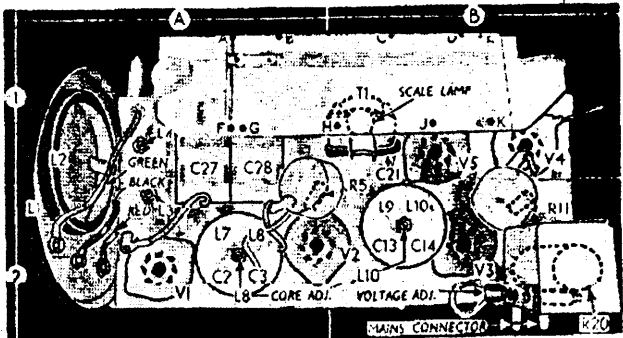 A B
A B C D E
1
T1 SCALE LAMP
F G H J K
L2
GREEN
BLACK
RED
C27 C28
C21 V5 V4
R5
R11
L7 L8
L9 L10
C13 C14
C2 C3
V2
2
V1
L8 CORE ADJ.
L10
VOLTAGE ADJ.
V3
MAINS CONNECTOR
R20